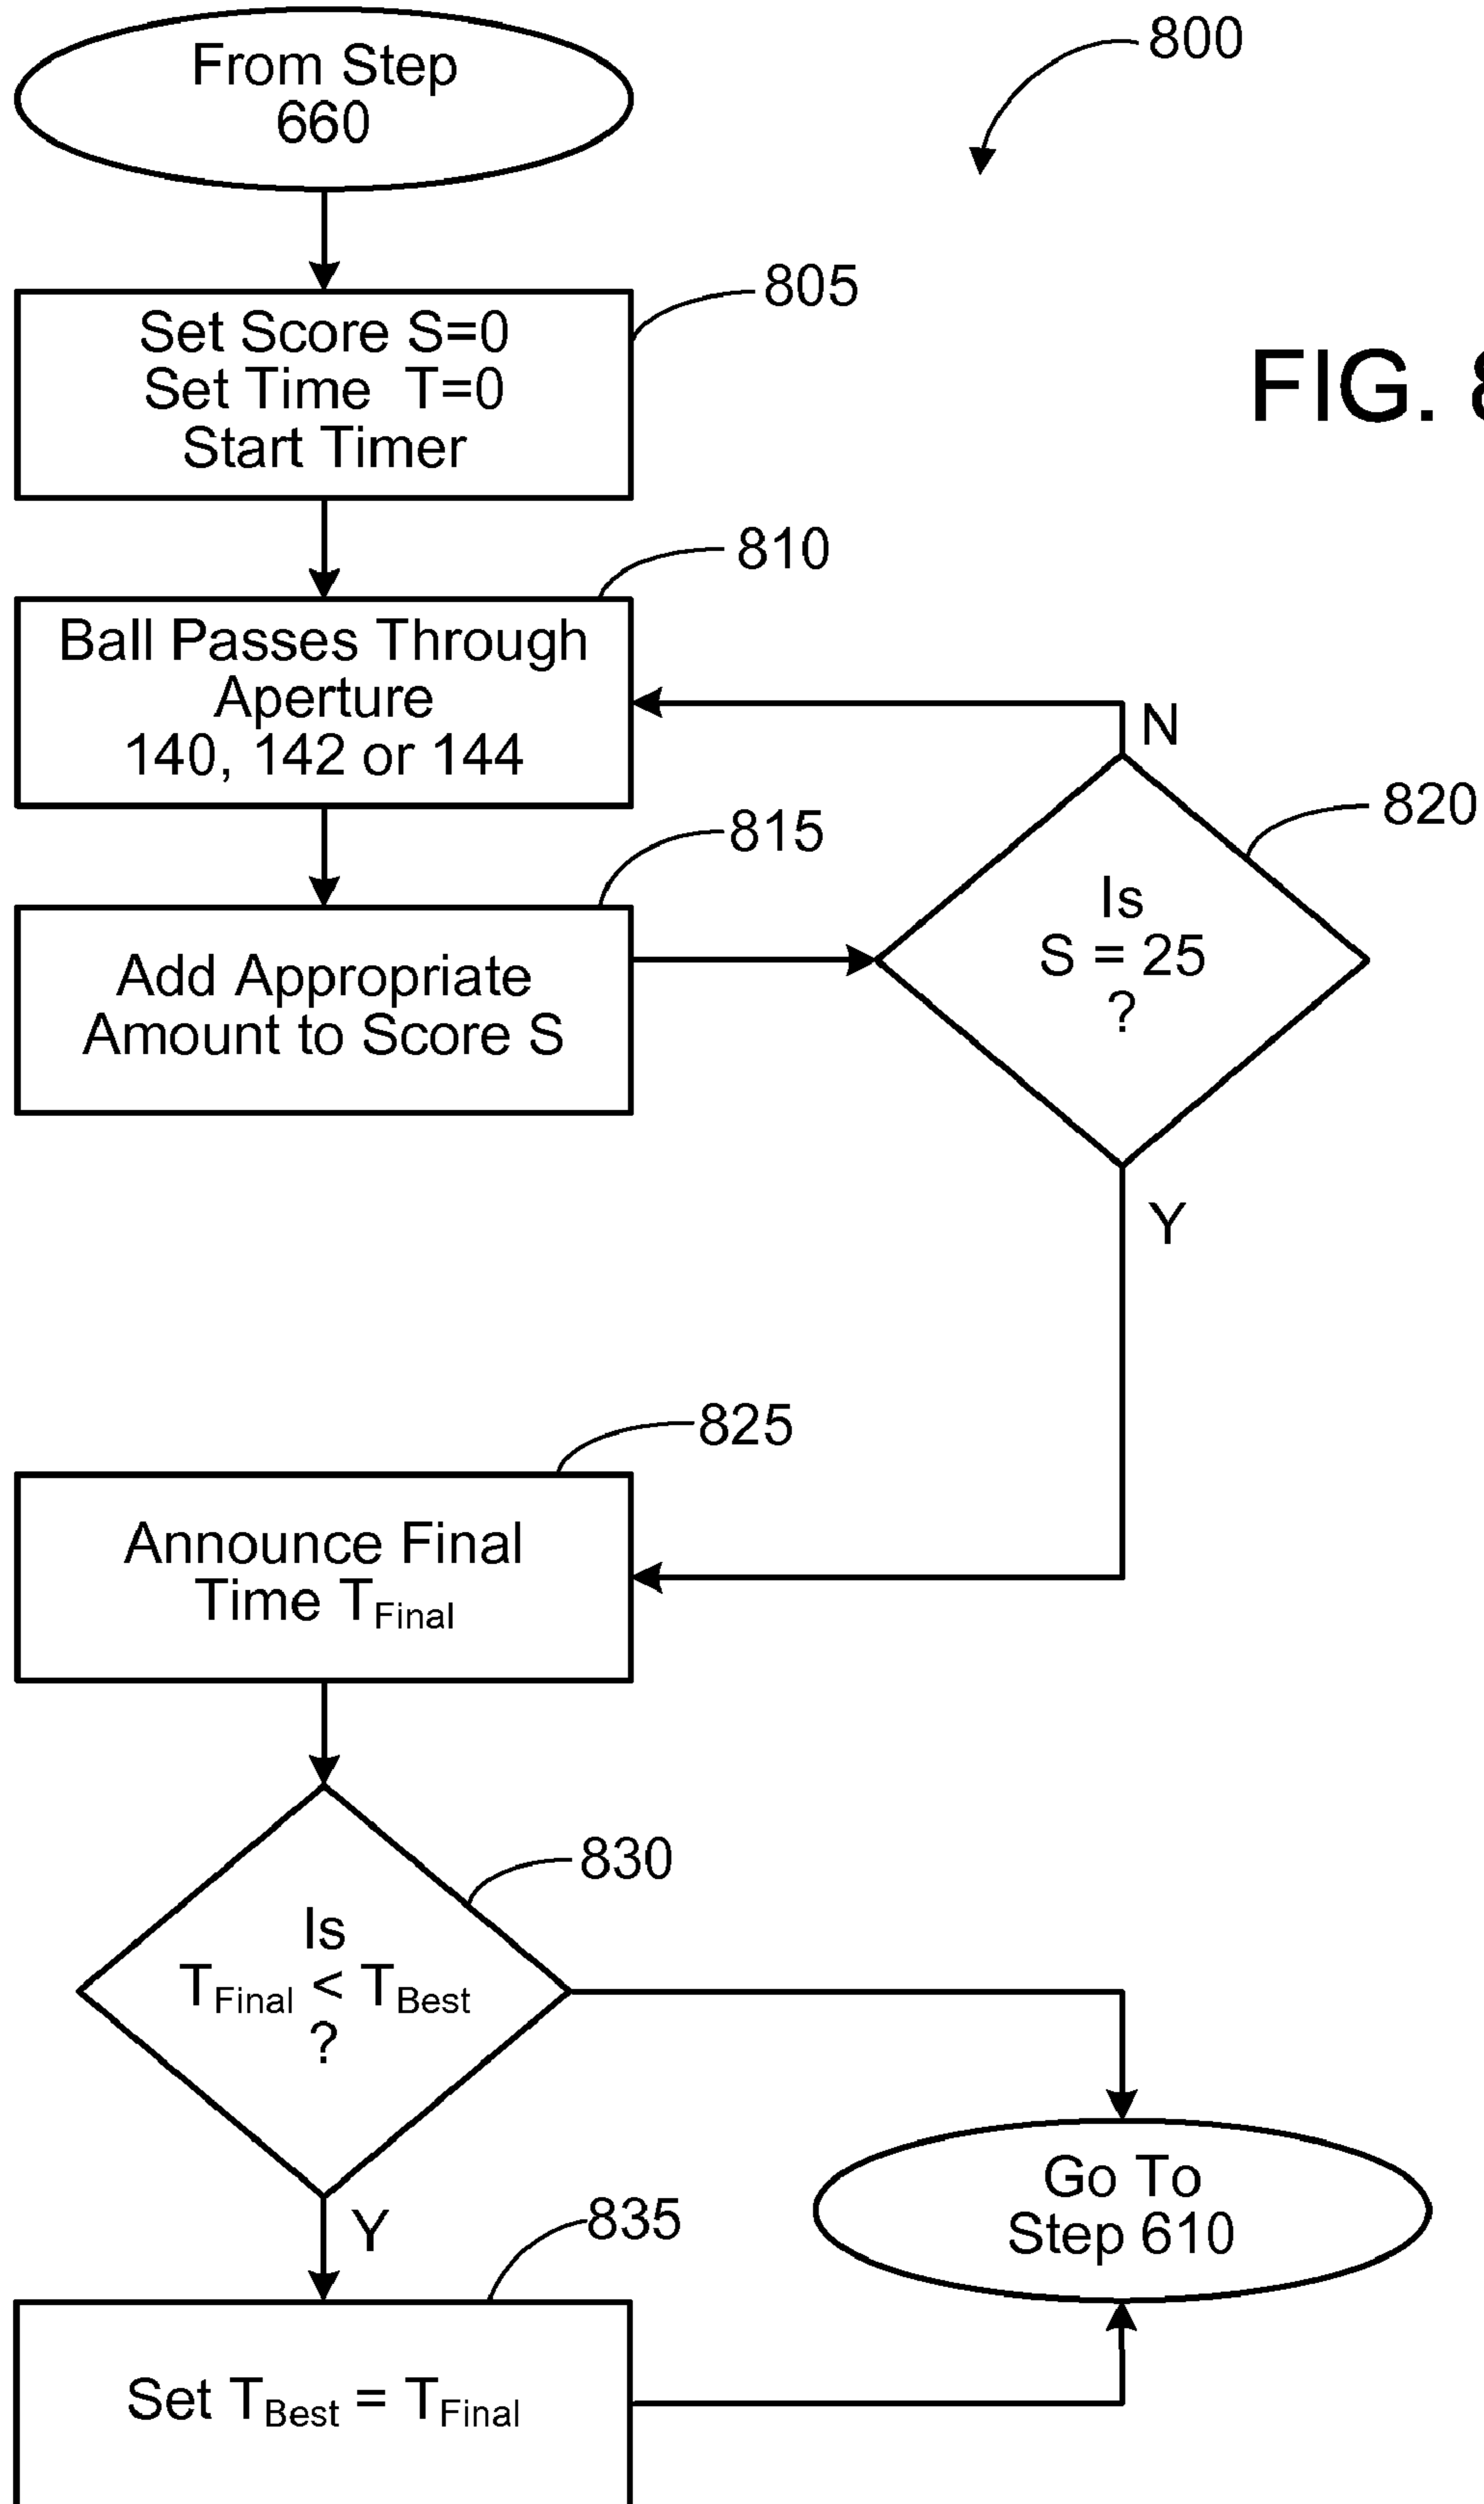 From Step
660
800
805
Set Score S=0
Set Time T=0
Start Timer
FIG. 8
810
Ball Passes Through
Aperture
140, 142 or 144
N
820
815
Add Appropriate
Amount to Score S
Is
S = 25
?
Y
825
Announce Final
Time TFinal
830
Is
TFinal < TBest
?
Y
835
Go To
Step 610
Set TBest = TFinal